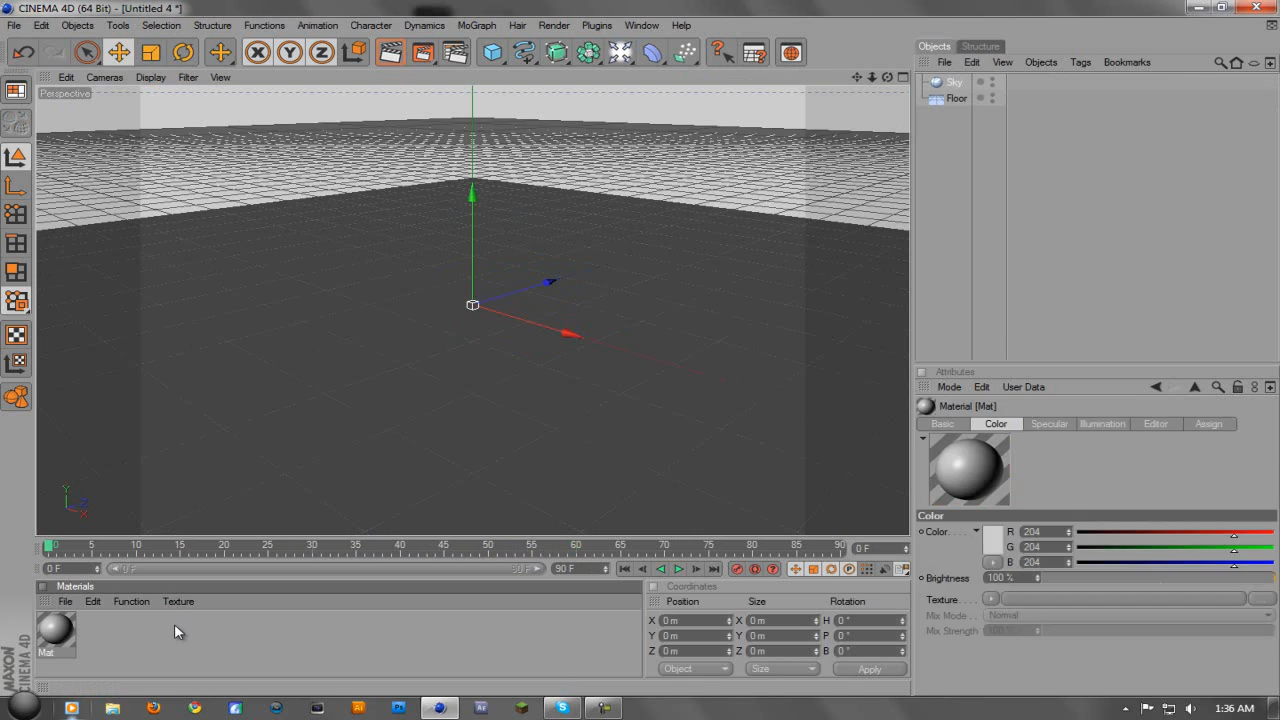 CINEMA 4D (64 Bit) - [Untitled 4 *]
File Edit Objects Tools Selection Structure Functions Animation Character Dynamics MoGraph Hair Render Plugins Window Help
X Y Z
Objects Structure
File Edit View Objects Tags Bookmarks
Sky
Floor
Edit Cameras Display Filter View
Perspective
Y
Z
X
Attributes
Mode Edit User Data
Material [Mat]
Basic Color Specular Illumination Editor Assign
Color
Color R 204
G 204
B 204
Brightness 100 %
Texture
Mix Mode Normal
Mix Strength 100 %
0 5 10 15 20 25 30 35 40 45 50 55 60 65 70 75 80 85 90 0 F
0 F 0 F 90 F 90 F
Materials
File Edit Function Texture
Mat
Coordinates
Position Size Rotation
X 0 m X 0 m H 0 °
Y 0 m Y 0 m P 0 °
Z 0 m Z 0 m B 0 °
Object Size Apply
MAXON
CINEMA 4D
Ai Ps Ae
1:36 AM